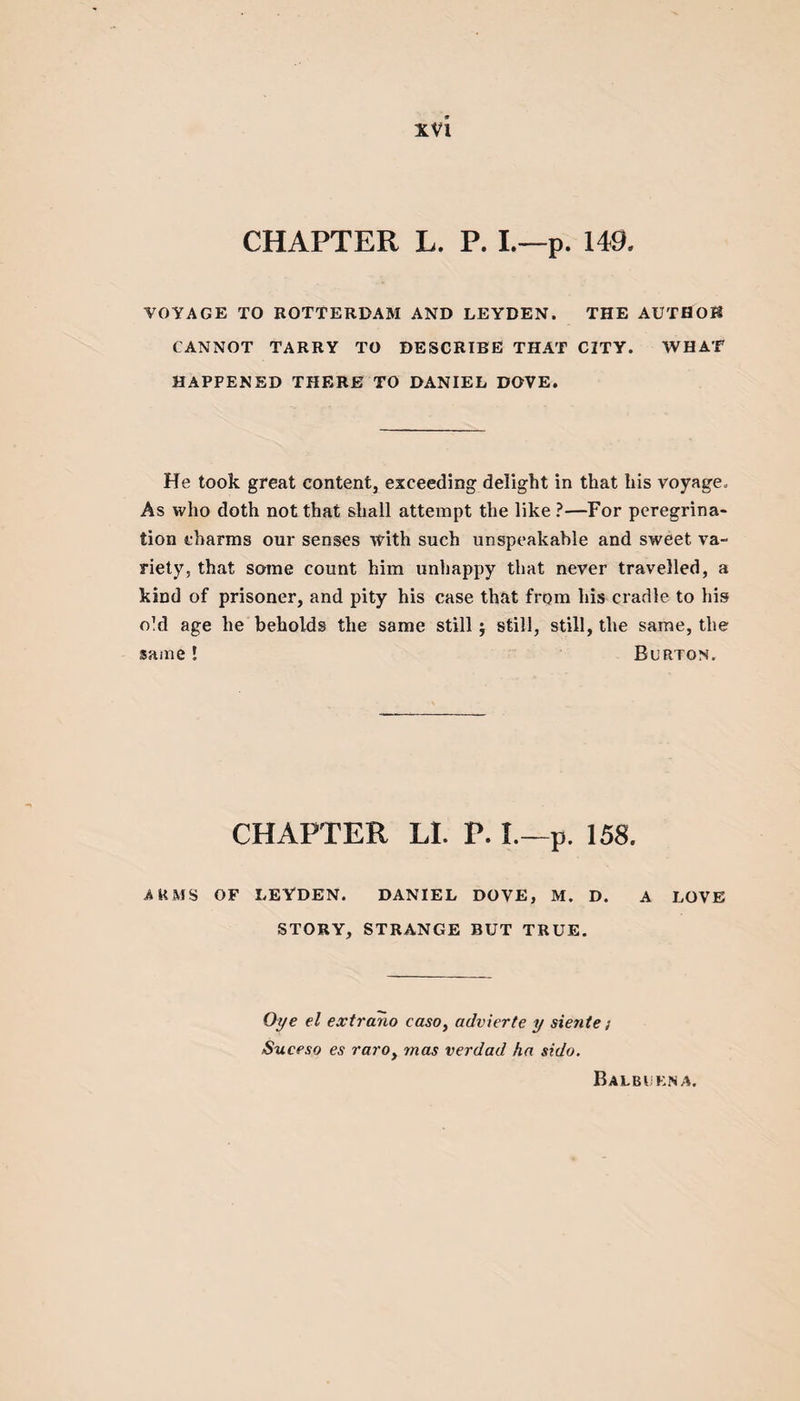 xvi
CHAPTER L. P. I.—p. 149.
VOYAGE TO ROTTERDAM AND LEYDEN. THE AUTHOR
CANNOT TARRY TO DESCRIBE THAT CITY. WHAT
HAPPENED THERE TO DANIEL DOVE.
He took great content, exceeding delight in that his voyage.
As who doth not that shall attempt the like?—For peregrina-
tion charms our senses with such unspeakable and sweet va-
riety, that some count him unhappy that never travelled, a
kind of prisoner, and pity his case that from his cradle to his
old age he beholds the same still; still, still, the same, the
same! BURTON.
CHAPTER LI. P. I.—p. 158.
ARMS OF LEYDEN. DANIEL DOVE, M. D. A LOVE
STORY, STRANGE BUT TRUE.
Oye el extraño caso, advierte y siente;
Suceso es raro, mas verdad ha sido.
BALBUENA.